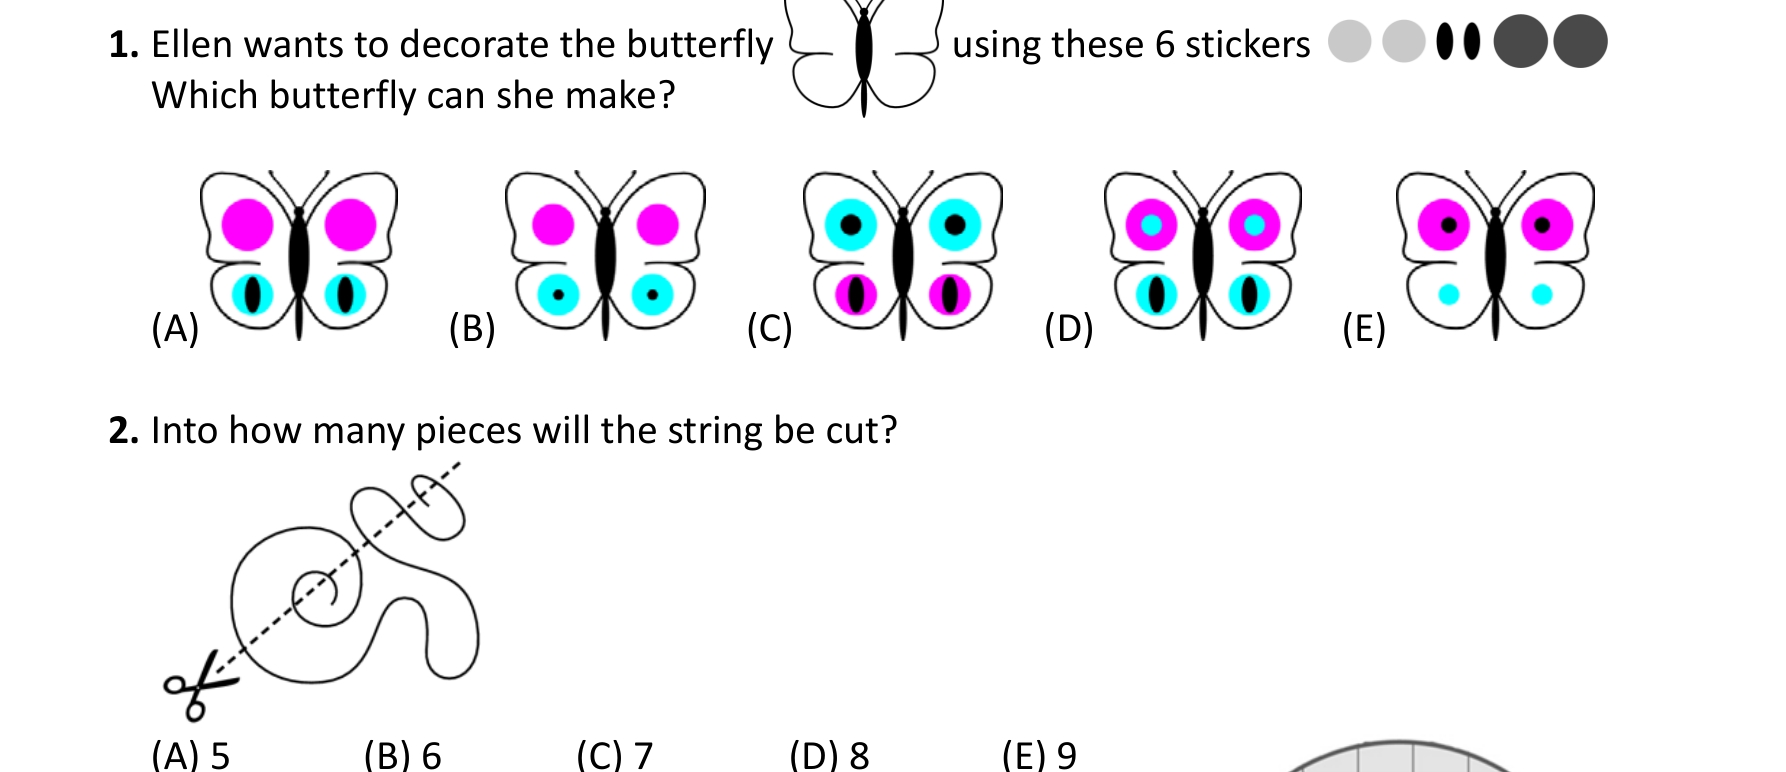 1. Ellen wants to decorate the butterfly using these 6 stickers
Which butterfly can she make?
(A) (B) (C) (D) (E)
2. Into how many pieces will the string be cut?
(A) 5 (B) 6 (C) 7 (D) 8 (E) 9